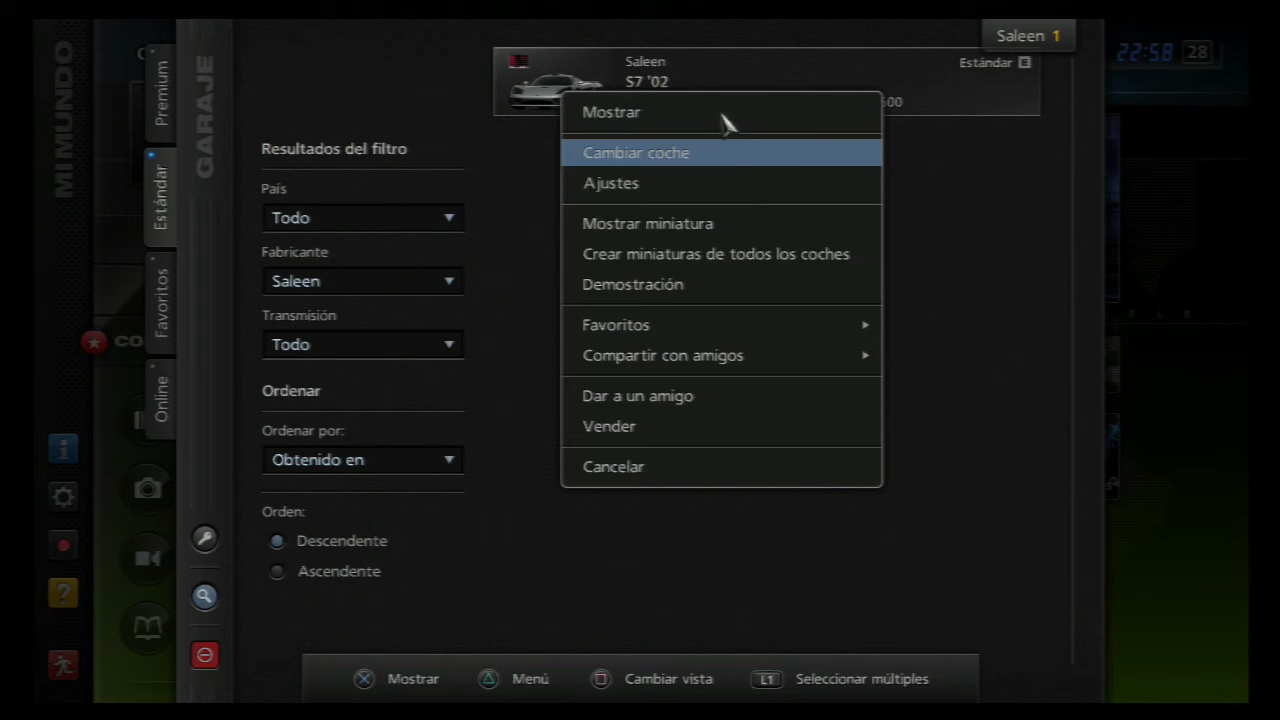 MI MUNDO
GARAJE
Premium
Estándar
Favoritos
Online
Saleen 1
22:58 28
Saleen
S7 '02
Estándar E
Mostrar
Cambiar coche
Ajustes
Mostrar miniatura
Crear miniaturas de todos los coches
Demostración
Favoritos
Compartir con amigos
Dar a un amigo
Vender
Cancelar
Resultados del filtro
País
Todo
Fabricante
Saleen
Transmisión
Todo
Ordenar
Ordenar por:
Obtenido en
Orden:
Descendente
Ascendente
Mostrar
Menú
Cambiar vista
L1 Seleccionar múltiples